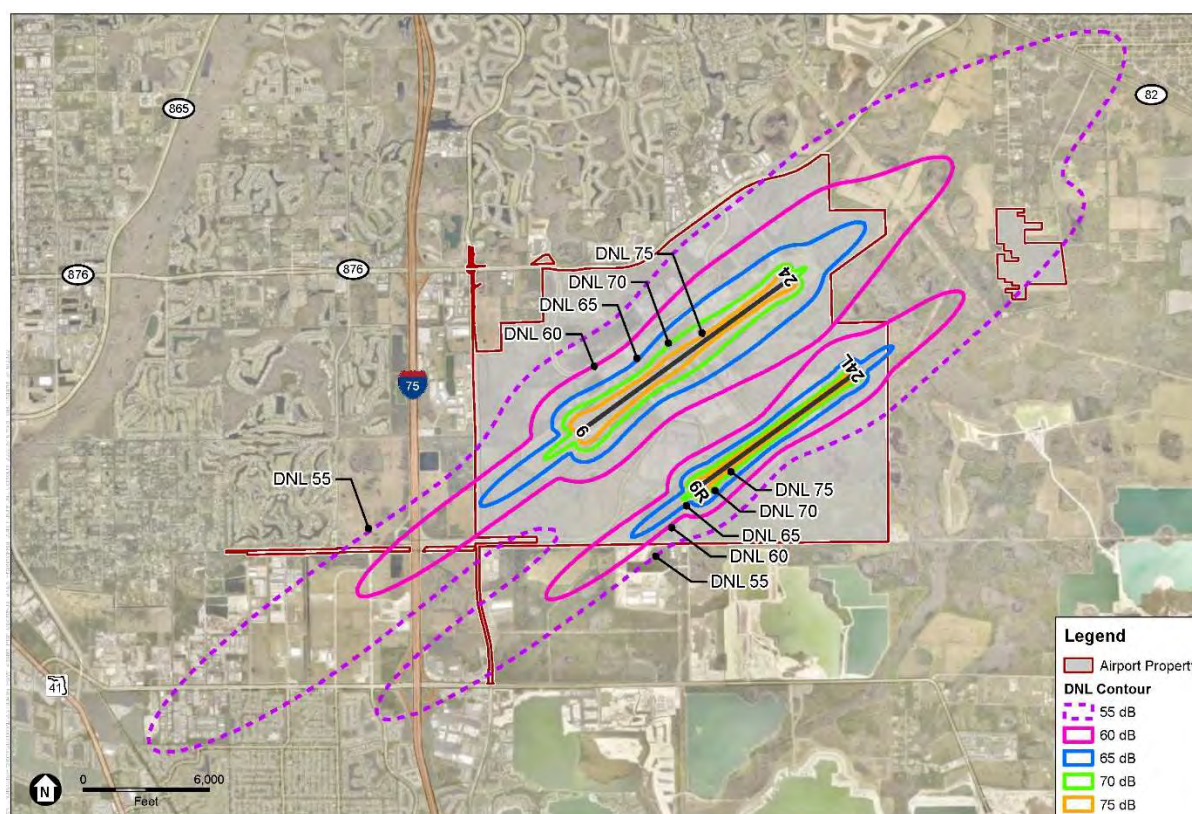 865
82
876
876
75
41
DNL 75
DNL 70
DNL 65
DNL 60
DNL 55
24
6
24L
6R
DNL 75
DNL 70
DNL 65
DNL 60
DNL 55
N
0 6,000
Feet
Legend
Airport Property
DNL Contour
55 dB
60 dB
65 dB
70 dB
75 dB